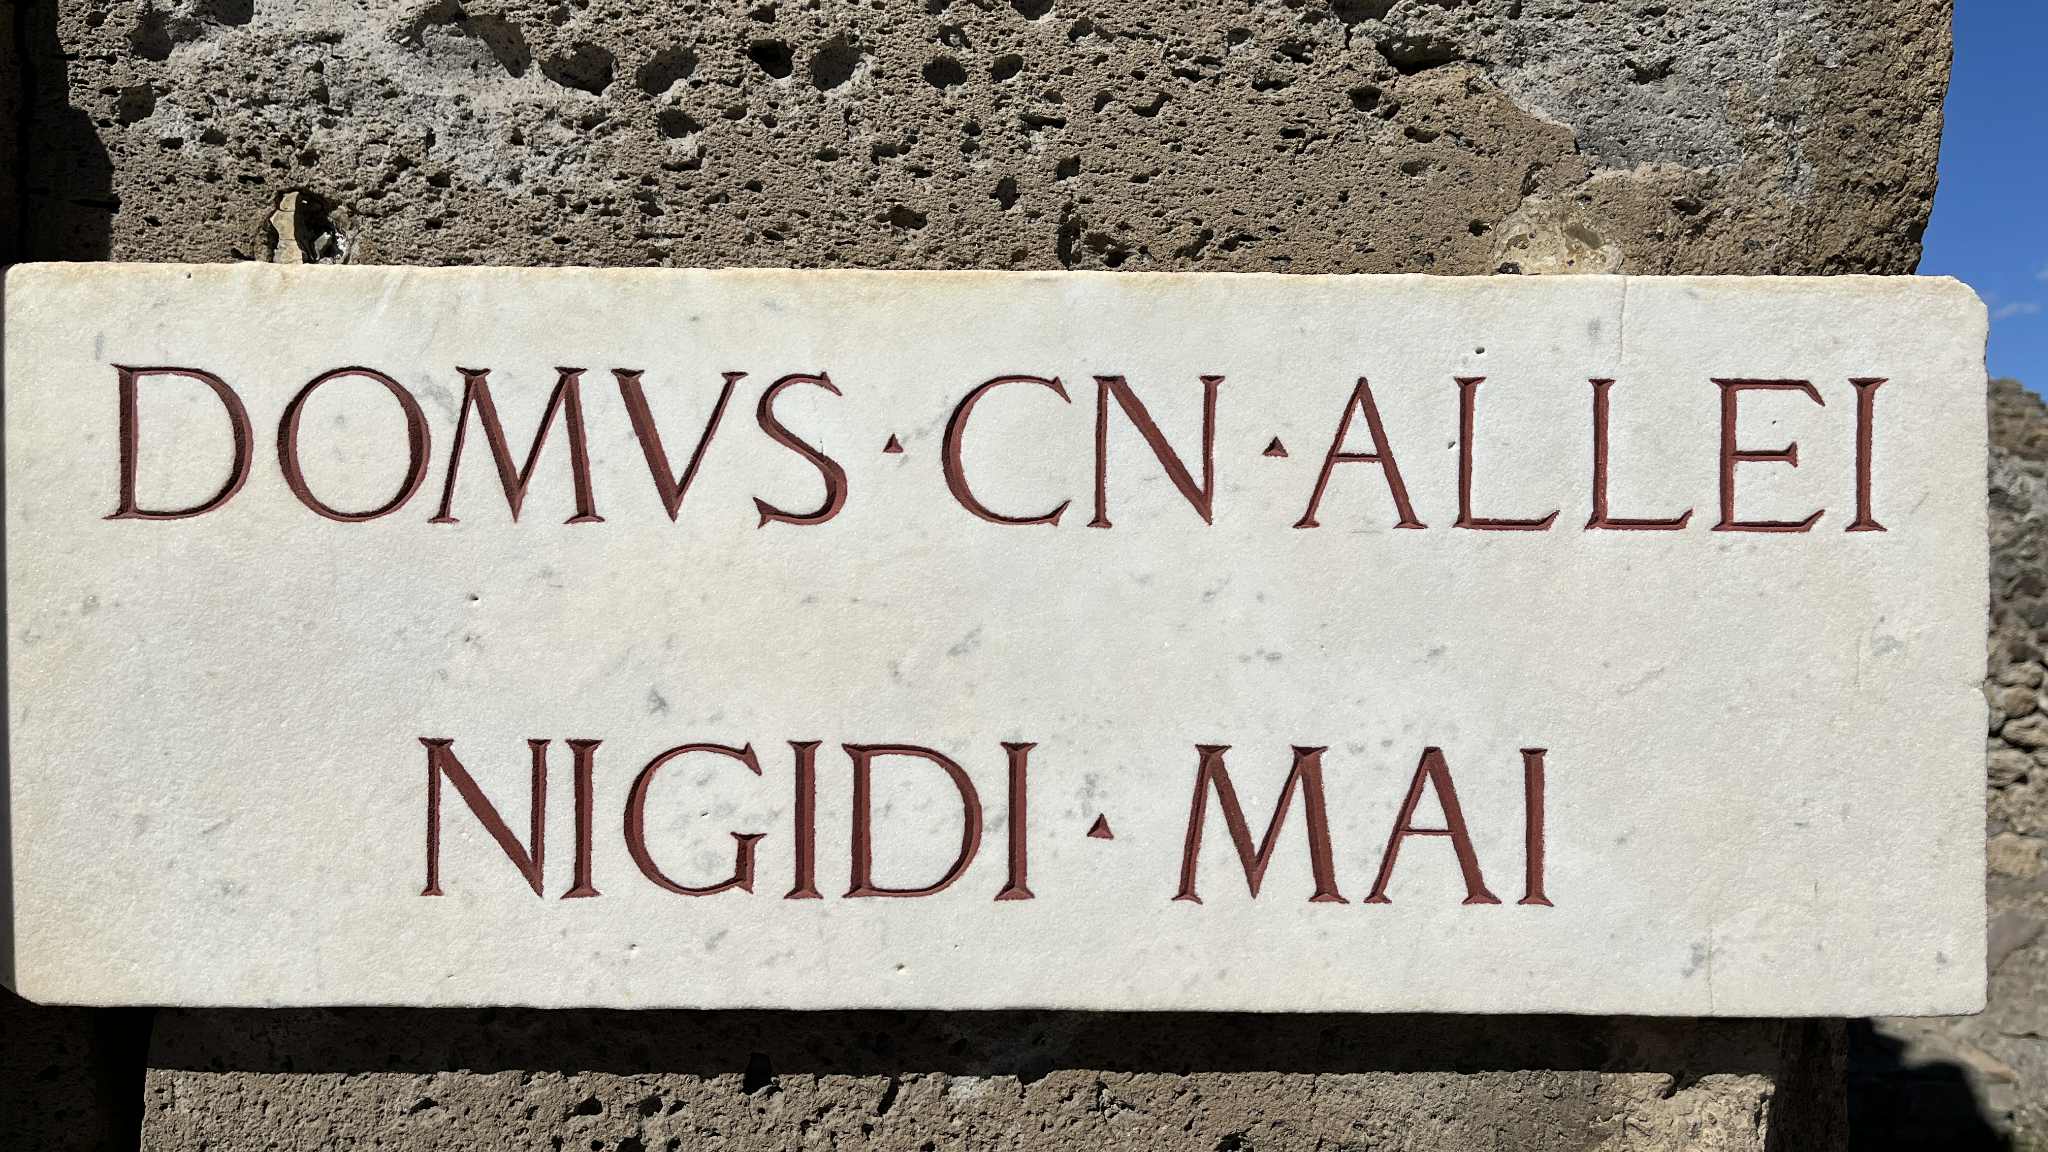 DOMVS · CN · ALLEI
NIGIDI · MAI